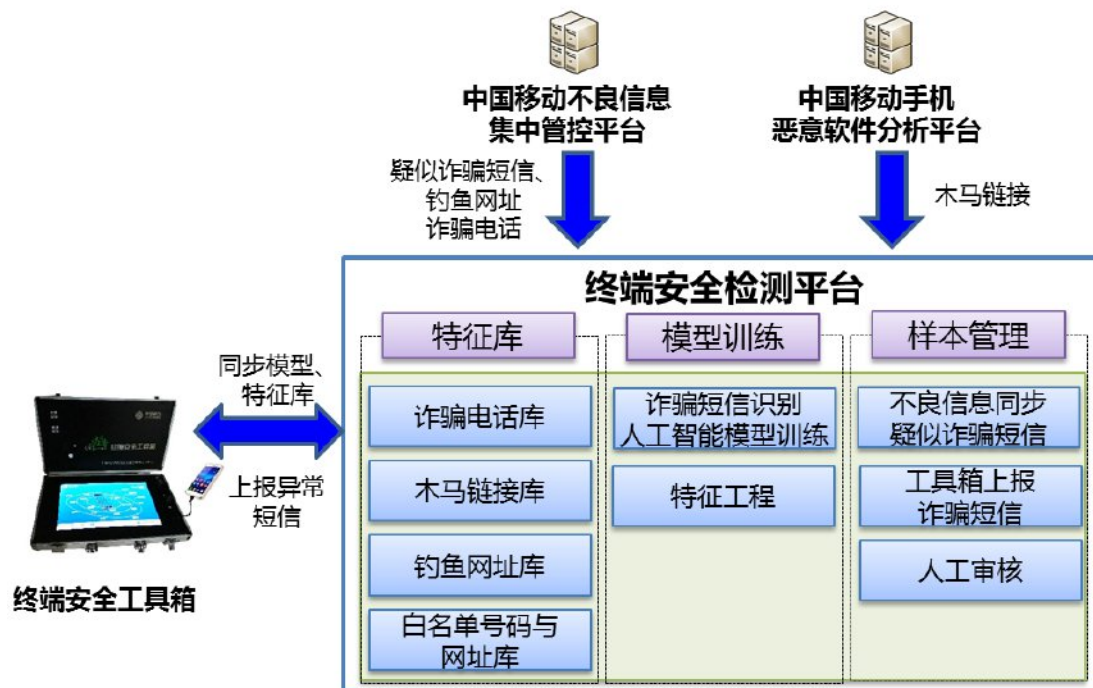 中国移动不良信息
集中管控平台
中国移动手机
恶意软件分析平台
疑似诈骗短信、
钓鱼网址
诈骗电话
木马链接
终端安全检测平台
特征库
模型训练
样本管理
同步模型、
特征库
上报异常
短信
终端安全工具箱
诈骗电话库
木马链接库
钓鱼网址库
白名单号码与
网址库
诈骗短信识别
人工智能模型训练
特征工程
不良信息同步
疑似诈骗短信
工具箱上报
诈骗短信
人工审核